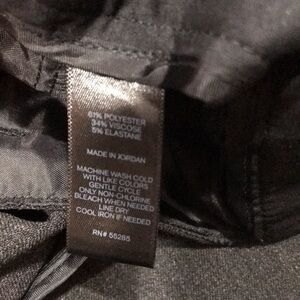 61% POLYESTER
34% VISCOSE
5% ELASTANE
MADE IN JORDAN
MACHINE WASH COLD
WITH LIKE COLORS
GENTLE CYCLE
ONLY NON-CHLORINE
BLEACH WHEN NEEDED
LINE DRY
COOL IRON IF NEEDED
RN# 55285